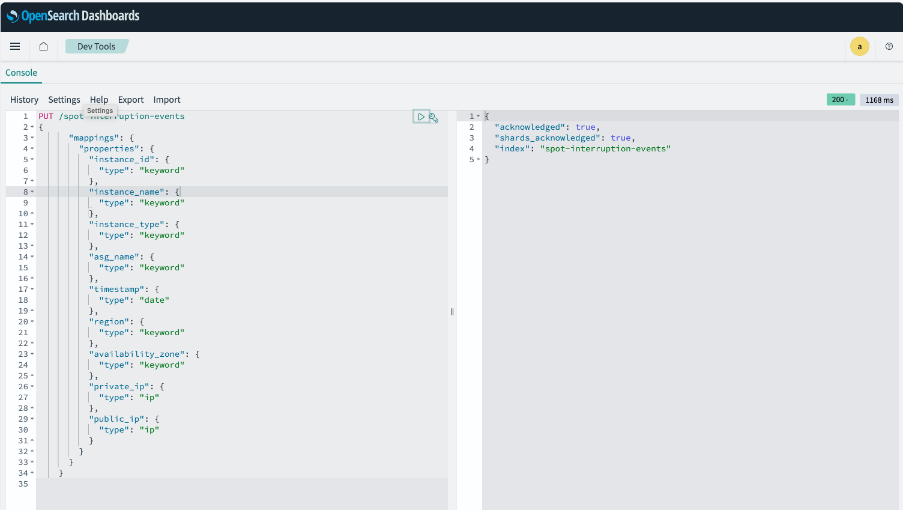 OpenSearch Dashboards
Dev Tools
a
Console
History Settings Help Export Import
200 -
1168 ms
Settings
1 PUT /spot-interruption-events
2 {
3 "mappings": {
4 "properties": {
5 "instance_id": {
6 "type": "keyword"
7 },
8 "instance_name": {
9 "type": "keyword"
10 },
11 "instance_type": {
12 "type": "keyword"
13 },
14 "asg_name": {
15 "type": "keyword"
16 },
17 "timestamp": {
18 "type": "date"
19 },
20 "region": {
21 "type": "keyword"
22 },
23 "availability_zone": {
24 "type": "keyword"
25 },
26 "private_ip": {
27 "type": "ip"
28 },
29 "public_ip": {
30 "type": "ip"
31 }
32 }
33 }
34 }
35
1 {
2 "acknowledged": true,
3 "shards_acknowledged": true,
4 "index": "spot-interruption-events"
5 }